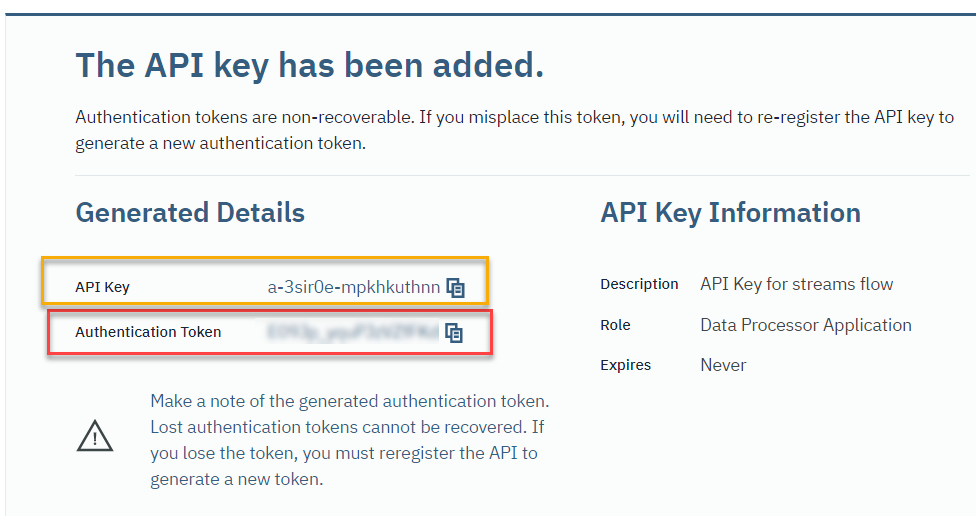 The API key has been added.
Authentication tokens are non-recoverable. If you misplace this token, you will need to re-register the API key to
generate a new authentication token.
Generated Details
API Key a-3sir0e-mpkhkuthnn
Authentication Token
Make a note of the generated authentication token.
Lost authentication tokens cannot be recovered. If
you lose the token, you must reregister the API to
generate a new token.
API Key Information
Description API Key for streams flow
Role Data Processor Application
Expires Never